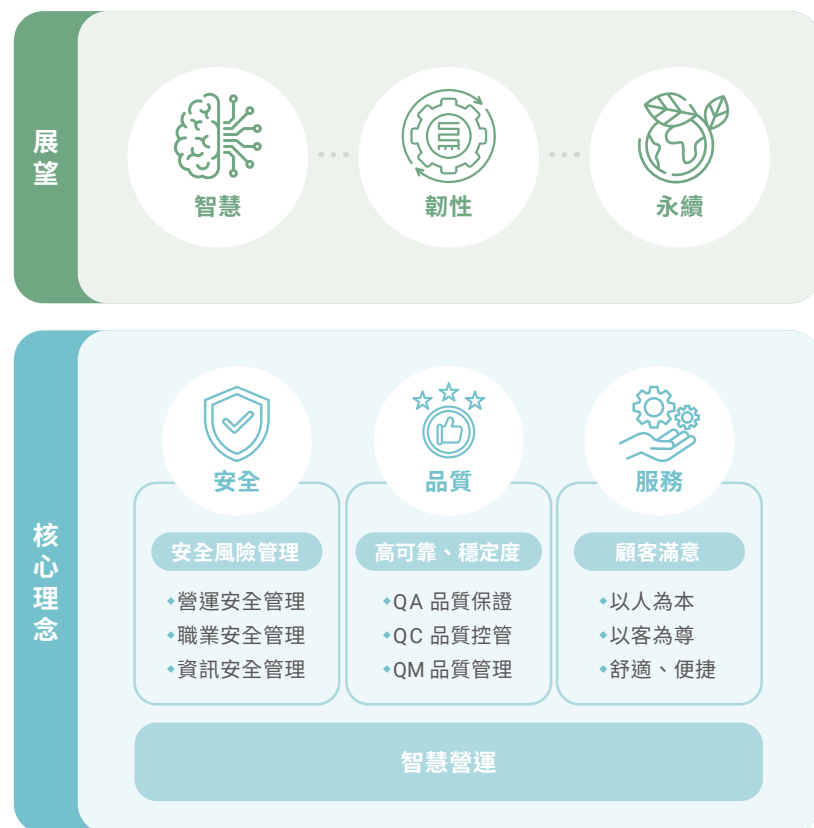 展望
智慧
韌性
永續
核心理念
安全
安全風險管理
營運安全管理
職業安全管理
資訊安全管理
品質
高可靠、穩定度
QA 品質保證
QC 品質控管
QM 品質管理
服務
顧客滿意
以人為本
以客為尊
舒適、便捷
智慧營運